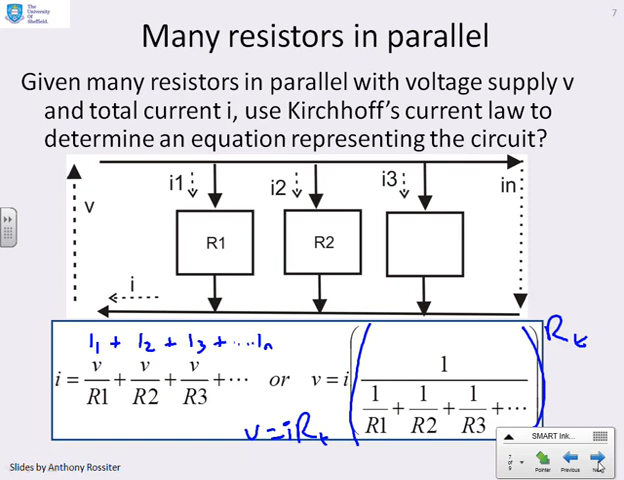 The University Of Sheffield.
7
Many resistors in parallel
Given many resistors in parallel with voltage supply v
and total current i, use Kirchhoff's current law to
determine an equation representing the circuit?
i1 i2 i3 in
v
R1 R2
i
i1 + i2 + i3 + ... in
i = v/R1 + v/R2 + v/R3 + ⋯ or v = i(1/(1/R1 + 1/R2 + 1/R3 + ⋯)) Rt
v = iRt
SMART Ink...
7 of 9 Pointer Previous
Slides by Anthony Rossiter